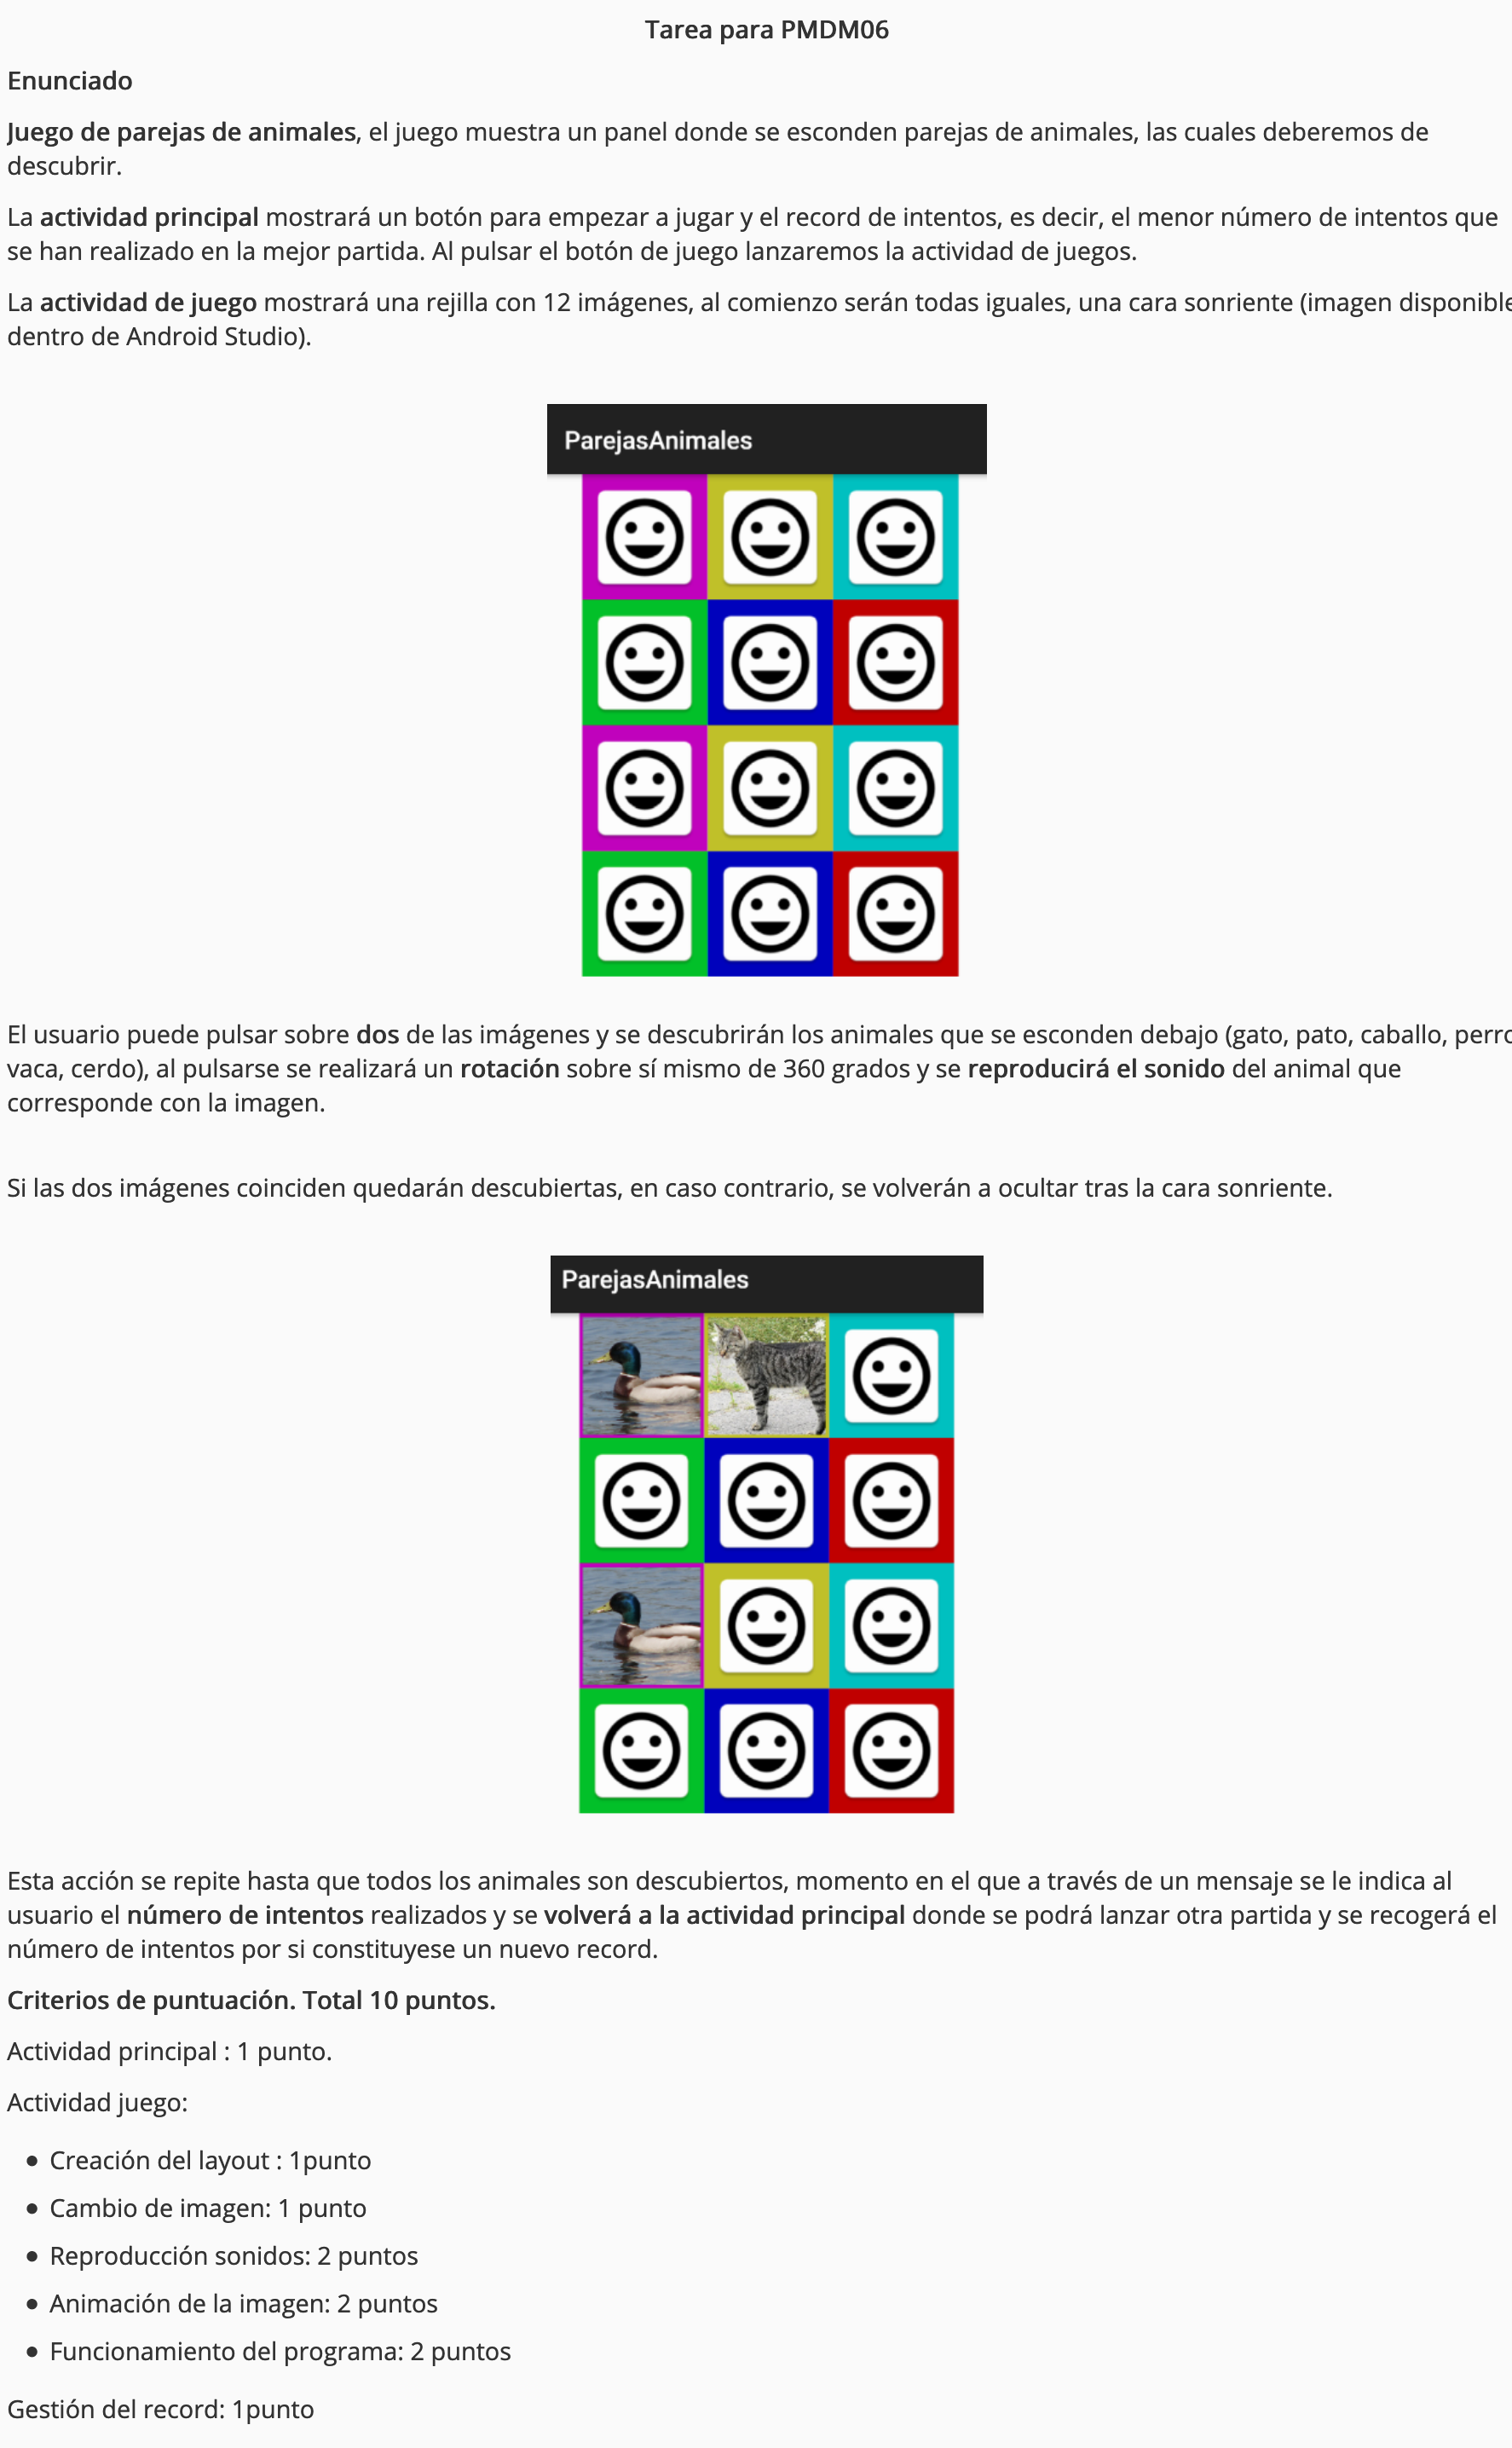 Tarea para PMDM06
Enunciado
Juego de parejas de animales, el juego muestra un panel donde se esconden parejas de animales, las cuales deberemos de
descubrir.
La actividad principal mostrará un botón para empezar a jugar y el record de intentos, es decir, el menor número de intentos que
se han realizado en la mejor partida. Al pulsar el botón de juego lanzaremos la actividad de juegos.
La actividad de juego mostrará una rejilla con 12 imágenes, al comienzo serán todas iguales, una cara sonriente (imagen disponible
dentro de Android Studio).
ParejasAnimales
El usuario puede pulsar sobre dos de las imágenes y se descubrirán los animales que se esconden debajo (gato, pato, caballo, perro
vaca, cerdo), al pulsarse se realizará un rotación sobre sí mismo de 360 grados y se reproducirá el sonido del animal que
corresponde con la imagen.
Si las dos imágenes coinciden quedarán descubiertas, en caso contrario, se volverán a ocultar tras la cara sonriente.
ParejasAnimales
Esta acción se repite hasta que todos los animales son descubiertos, momento en el que a través de un mensaje se le indica al
usuario el número de intentos realizados y se volverá a la actividad principal donde se podrá lanzar otra partida y se recogerá el
número de intentos por si constituyese un nuevo record.
Criterios de puntuación. Total 10 puntos.
Actividad principal : 1 punto.
Actividad juego:
• Creación del layout : 1punto
• Cambio de imagen: 1 punto
• Reproducción sonidos: 2 puntos
• Animación de la imagen: 2 puntos
• Funcionamiento del programa: 2 puntos
Gestión del record: 1punto